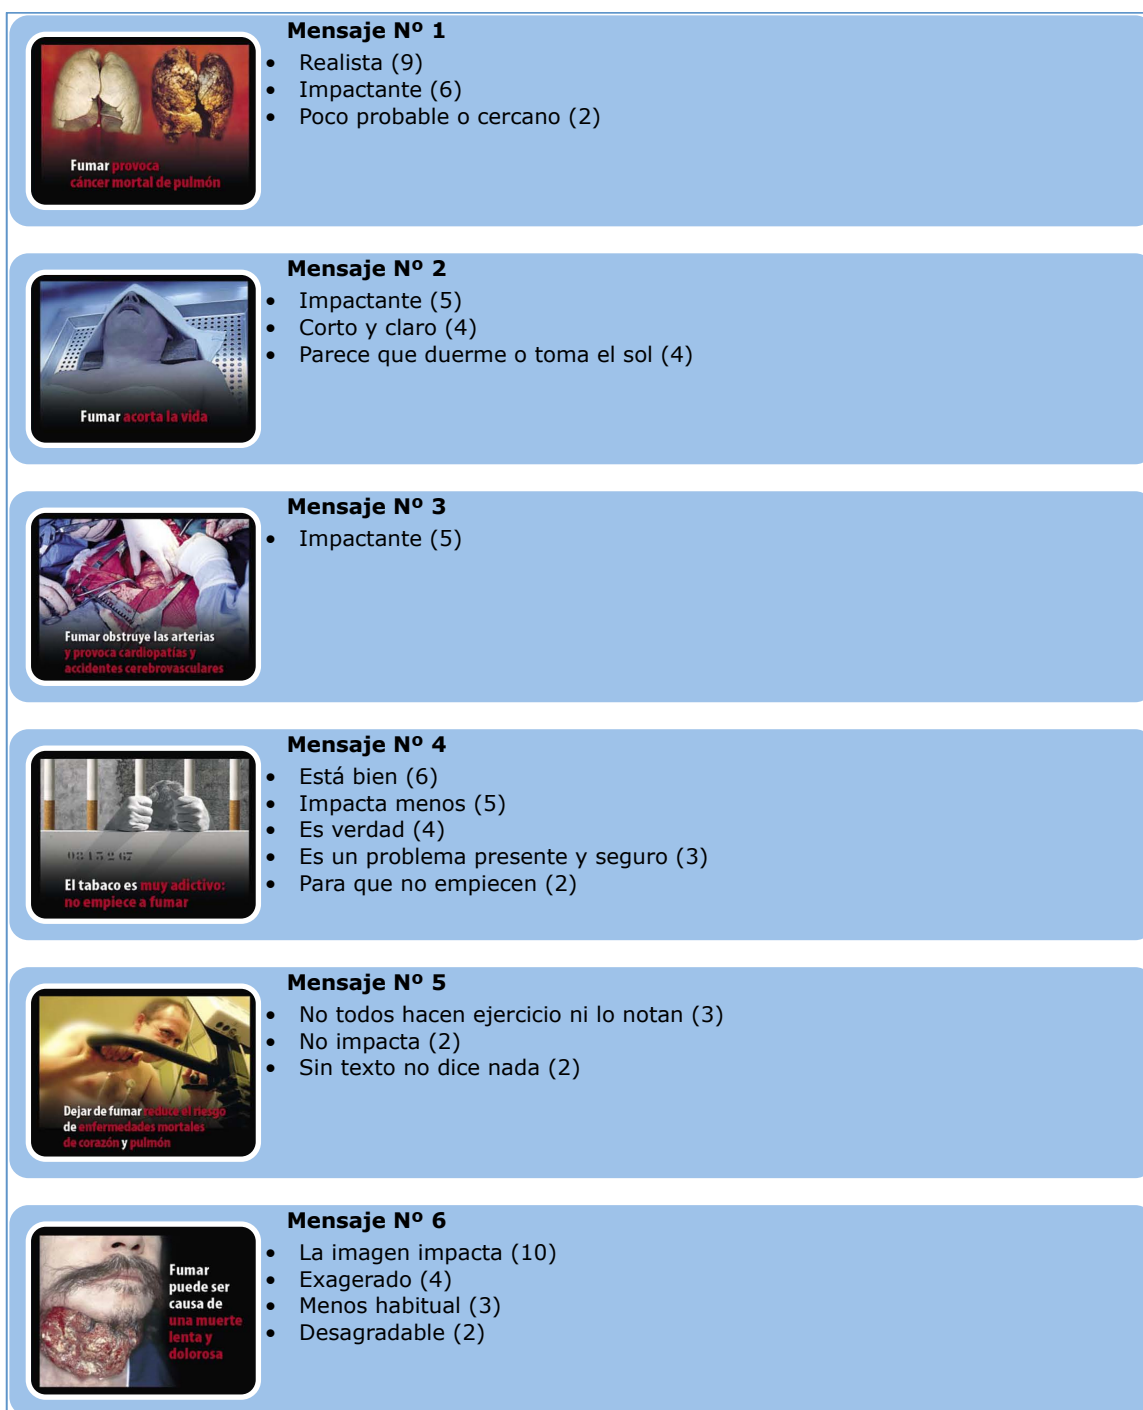 Mensaje Nº 1
• Realista (9)
• Impactante (6)
• Poco probable o cercano (2)
Fumar provoca
cáncer mortal de pulmón
Mensaje Nº 2
• Impactante (5)
• Corto y claro (4)
• Parece que duerme o toma el sol (4)
Fumar acorta la vida
Mensaje Nº 3
• Impactante (5)
Fumar obstruye las arterias
y provoca cardiopatías y
accidentes cerebrovasculares
Mensaje Nº 4
• Está bien (6)
• Impacta menos (5)
• Es verdad (4)
• Es un problema presente y seguro (3)
• Para que no empiecen (2)
El tabaco es muy adictivo:
no empiece a fumar
Mensaje Nº 5
• No todos hacen ejercicio ni lo notan (3)
• No impacta (2)
• Sin texto no dice nada (2)
Dejar de fumar reduce el riesgo
de enfermedades mortales
de corazón y pulmón
Mensaje Nº 6
• La imagen impacta (10)
• Exagerado (4)
• Menos habitual (3)
• Desagradable (2)
Fumar
puede ser
causa de
una muerte
lenta y
dolorosa